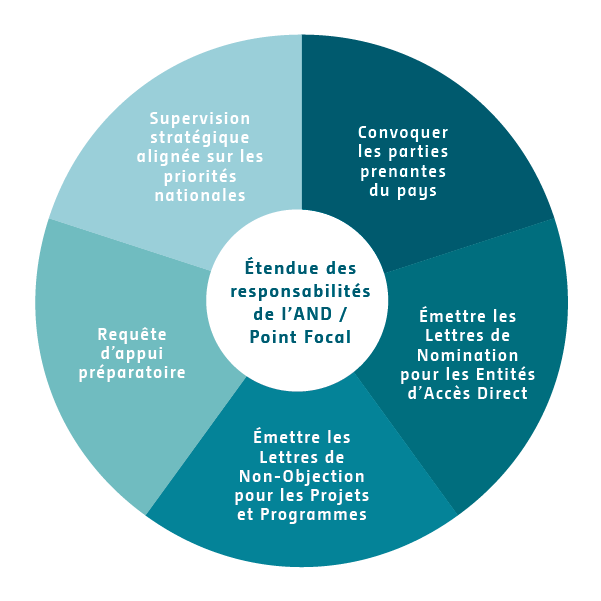 Supervision
stratégique
alignée sur les
priorités
nationales
Convoquer
les parties
prenantes
du pays
Étendue des
responsabilités
de l'AND /
Point Focal
Émettre les
Lettres de
Nomination
pour les Entités
d'Accès Direct
Requête
d'appui
préparatoire
Émettre les
Lettres de
Non-Objection
pour les Projets
et Programmes